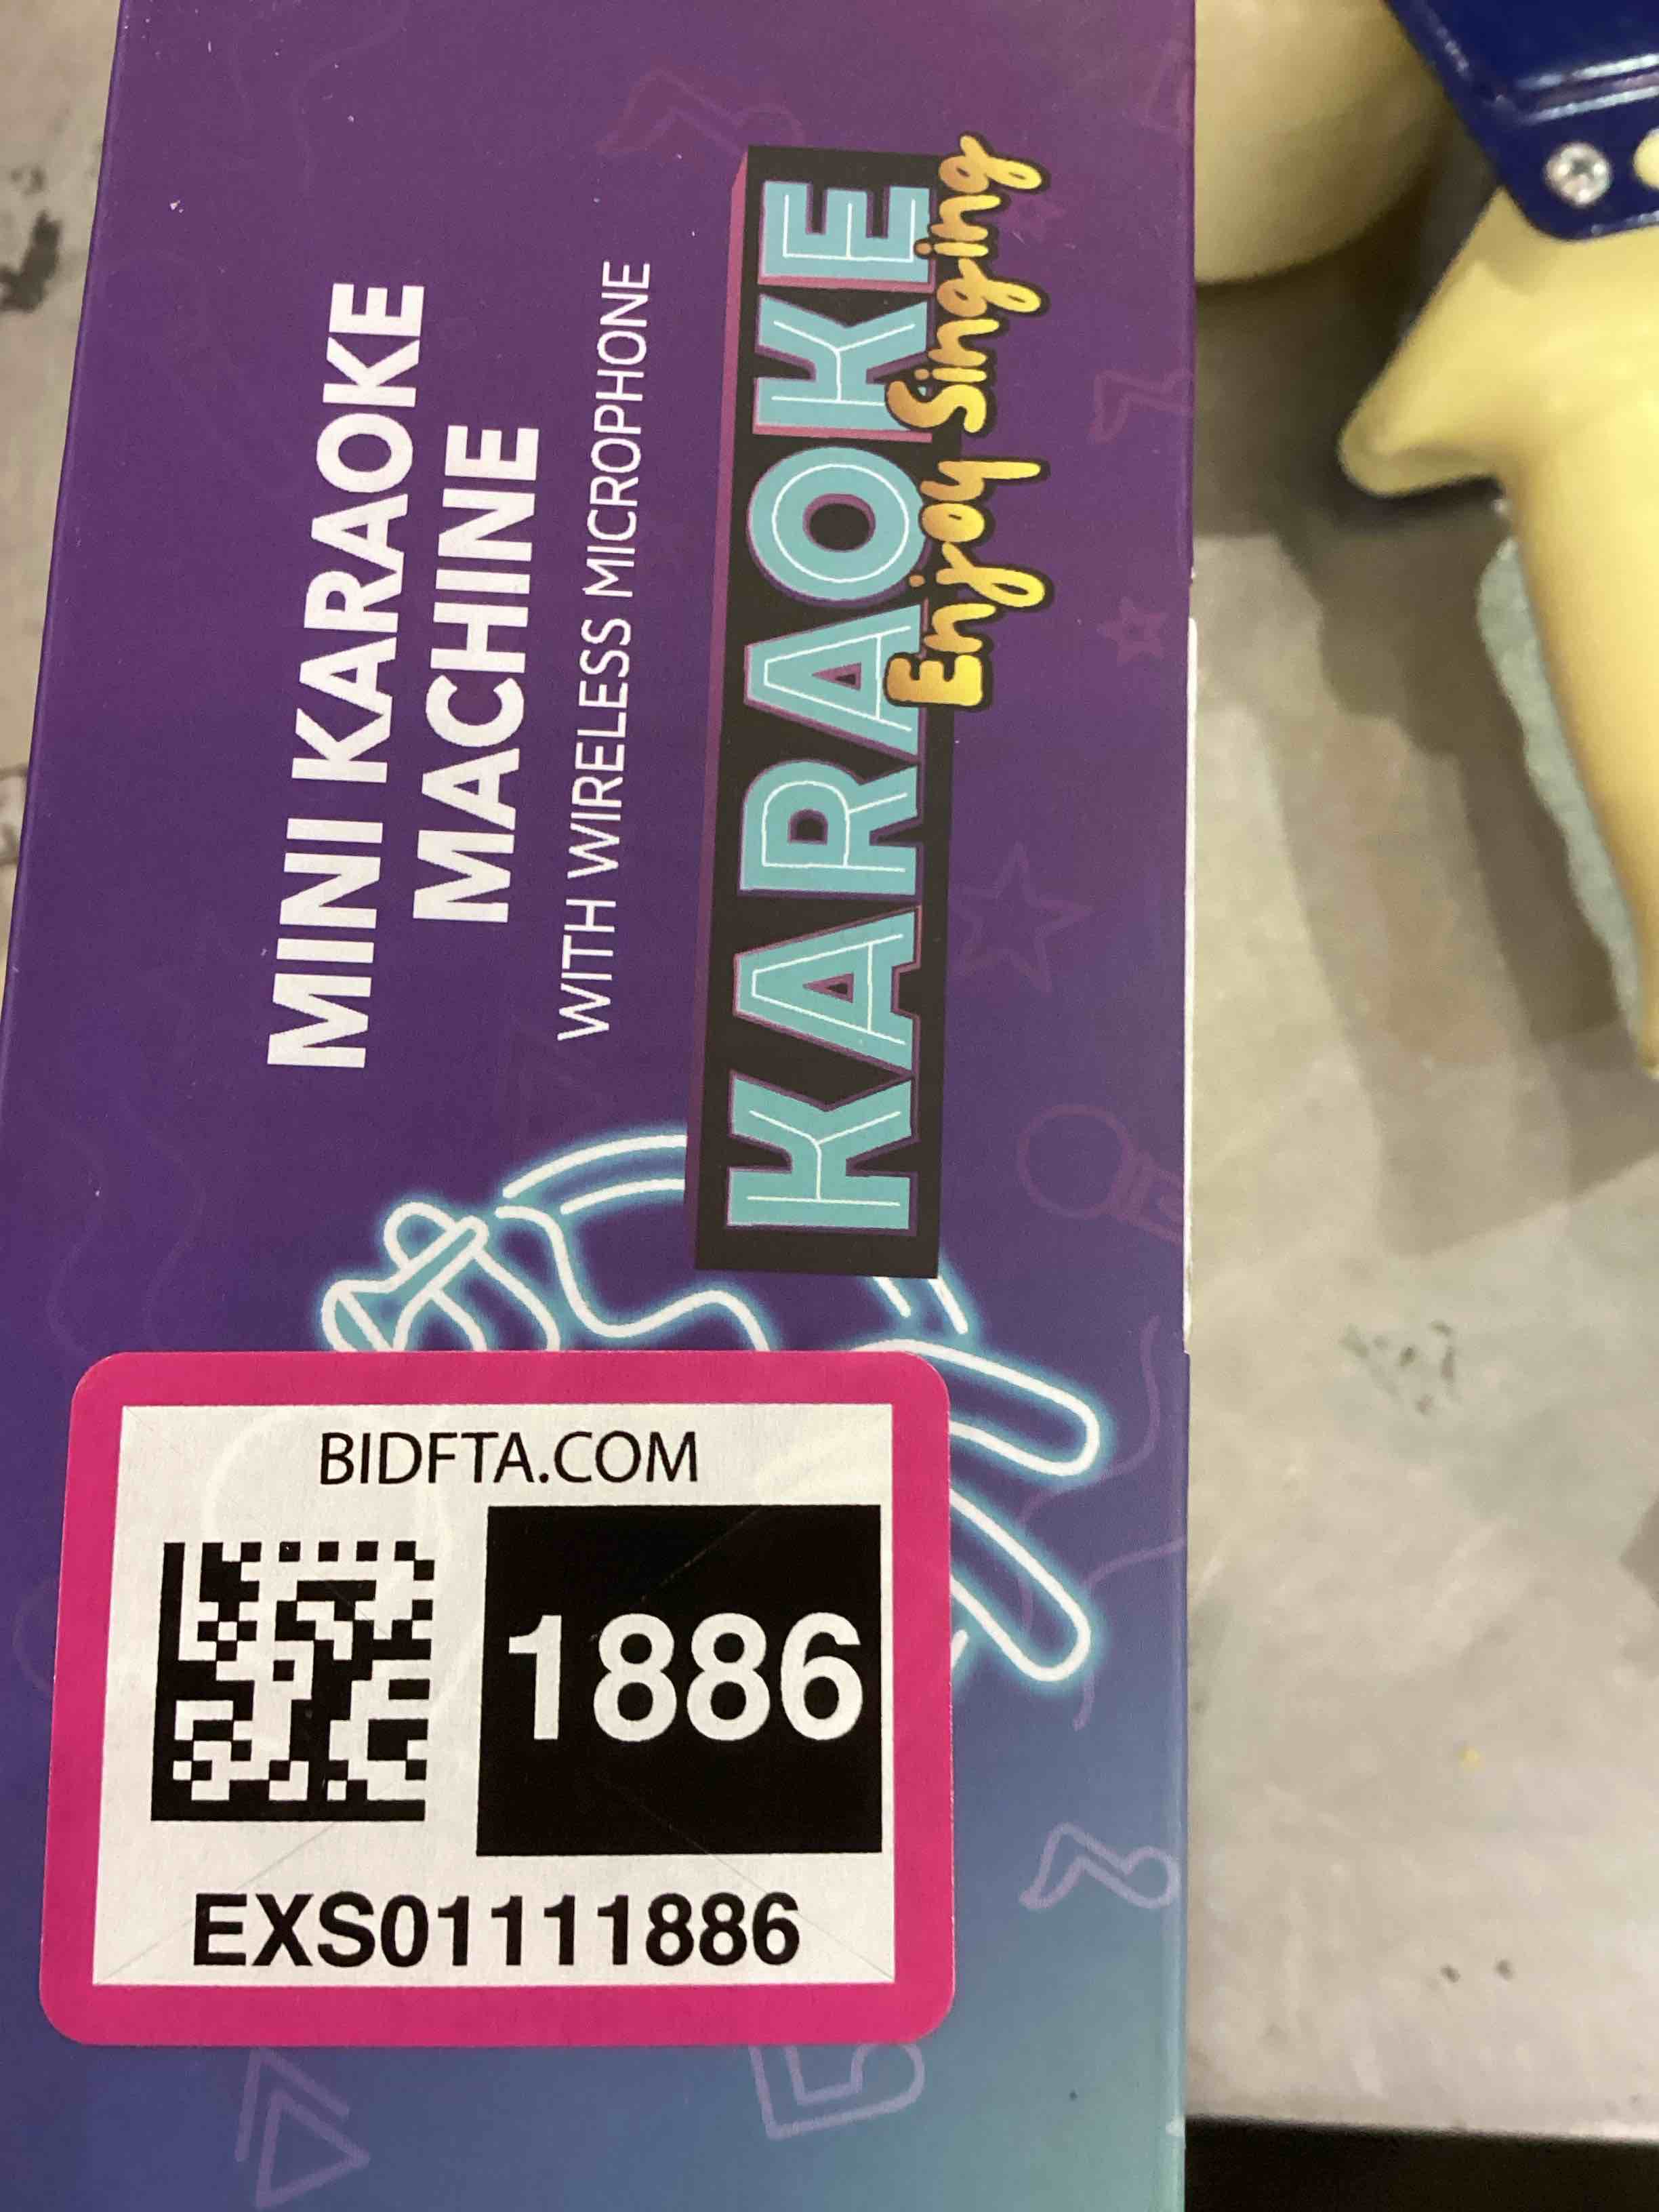 MINI KARAOKE
MACHINE
WITH WIRELESS MICROPHONE
KARAOKE
Enjoy Singing
BIDFTA.COM
1886
EXS01111886